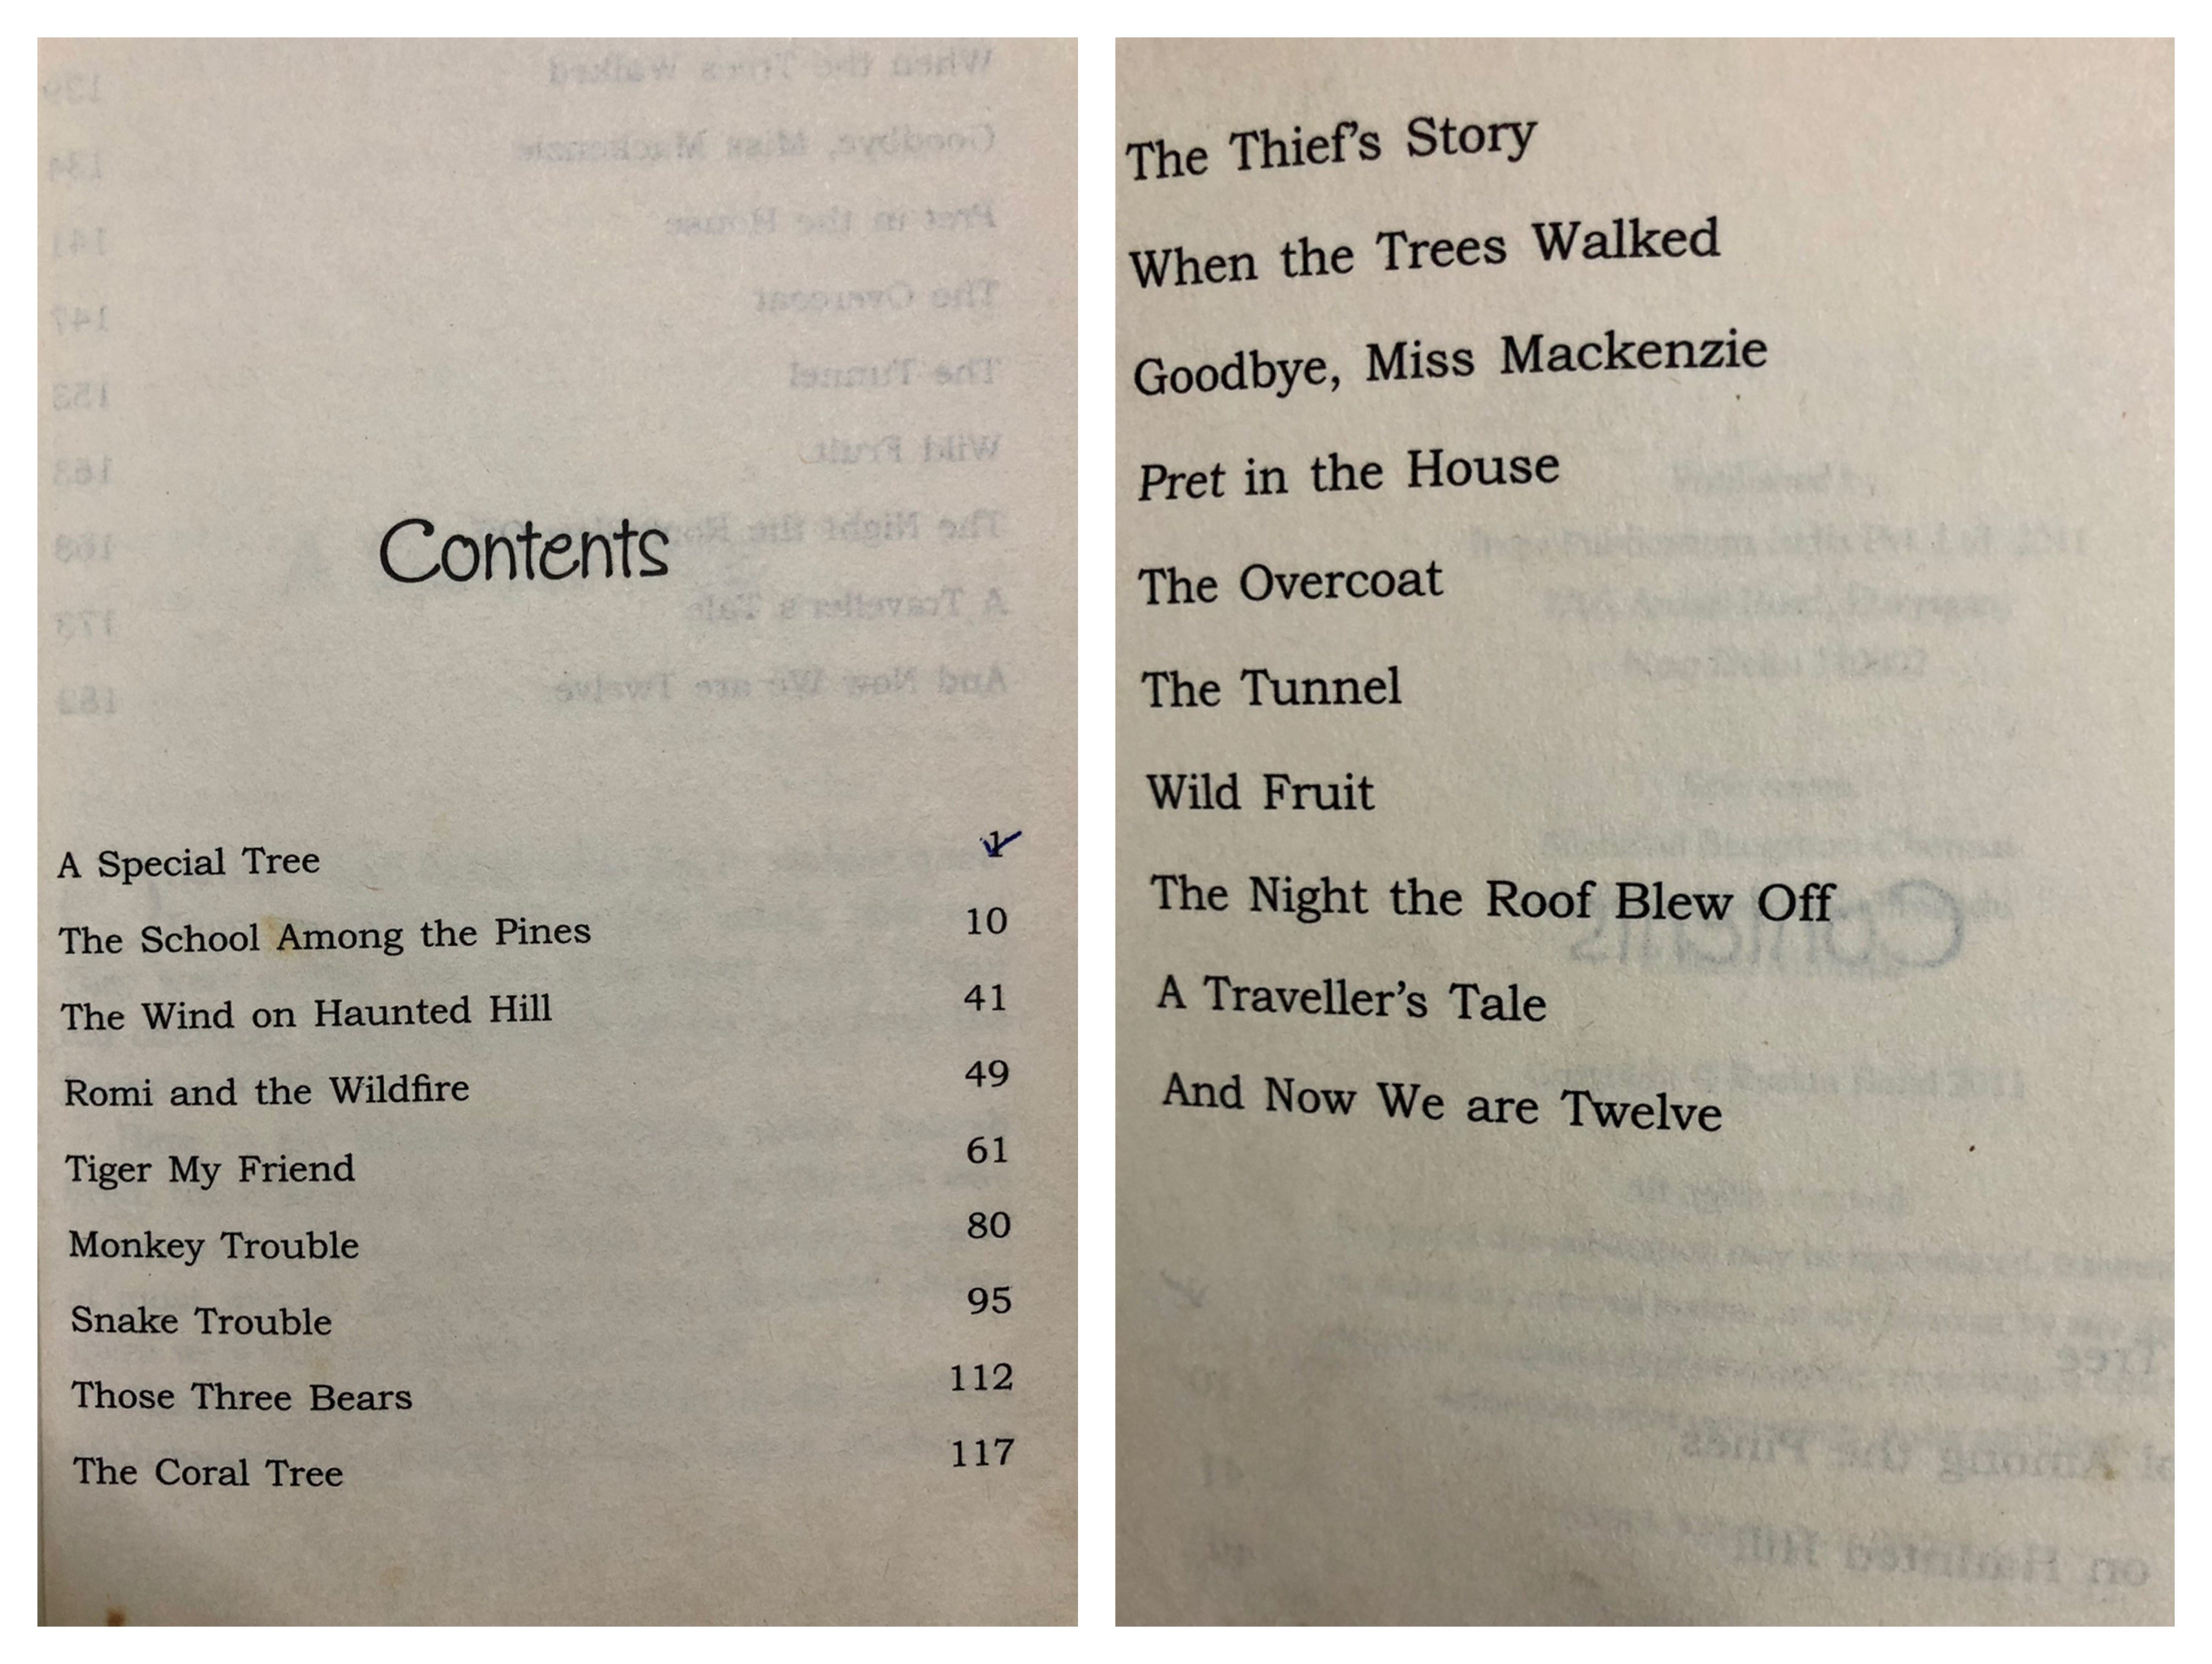 Contents
A Special Tree 1
The School Among the Pines 10
The Wind on Haunted Hill 41
Romi and the Wildfire 49
Tiger My Friend 61
Monkey Trouble 80
Snake Trouble 95
Those Three Bears 112
The Coral Tree 117
The Thief's Story
When the Trees Walked
Goodbye, Miss Mackenzie
Pret in the House
The Overcoat
The Tunnel
Wild Fruit
The Night the Roof Blew Off
A Traveller's Tale
And Now We are Twelve